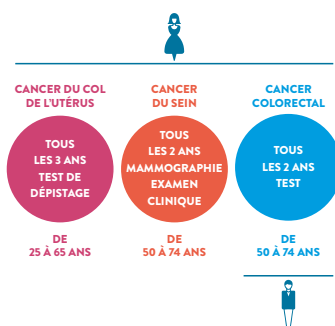 CANCER DU COL
DE L'UTÉRUS
TOUS
LES 3 ANS
TEST DE
DÉPISTAGE
DE
25 À 65 ANS
CANCER
DU SEIN
TOUS
LES 2 ANS
MAMMOGRAPHIE
EXAMEN
CLINIQUE
DE
50 À 74 ANS
CANCER
COLORECTAL
TOUS
LES 2 ANS
TEST
DE
50 À 74 ANS